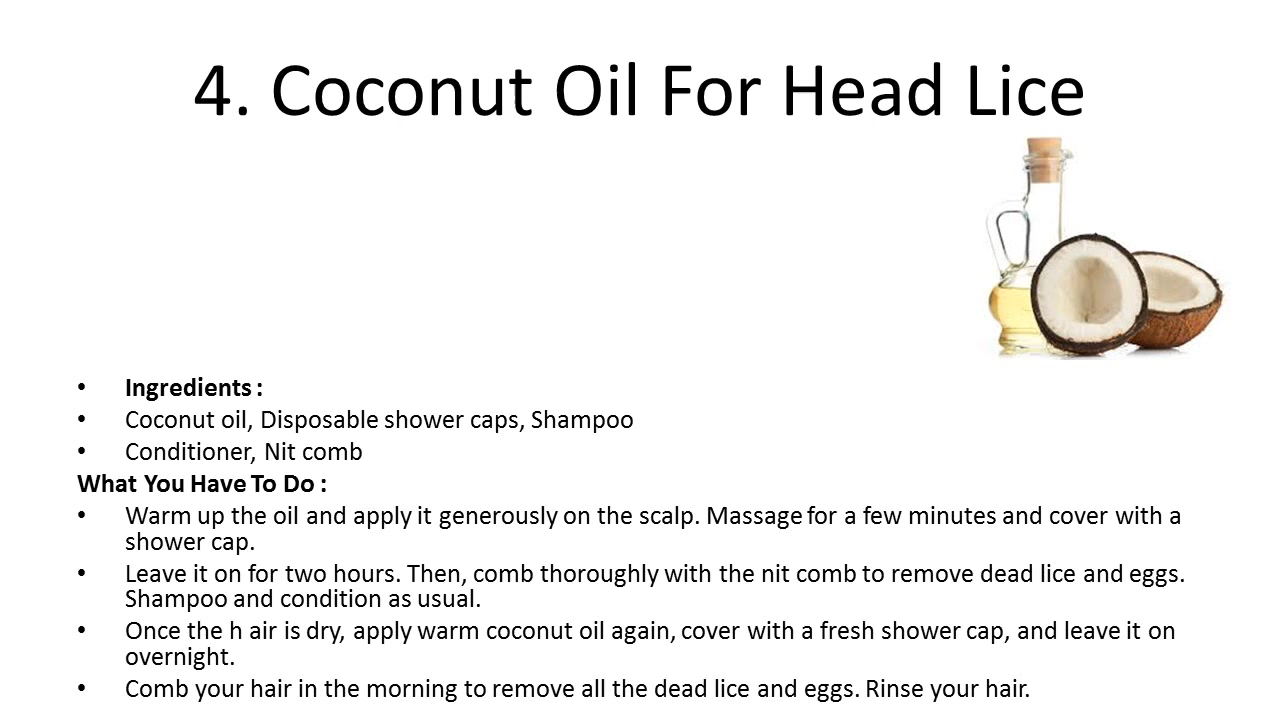 4. Coconut Oil For Head Lice
• Ingredients :
• Coconut oil, Disposable shower caps, Shampoo
• Conditioner, Nit comb
What You Have To Do :
• Warm up the oil and apply it generously on the scalp. Massage for a few minutes and cover with a
shower cap.
• Leave it on for two hours. Then, comb thoroughly with the nit comb to remove dead lice and eggs.
Shampoo and condition as usual.
• Once the h air is dry, apply warm coconut oil again, cover with a fresh shower cap, and leave it on
overnight.
• Comb your hair in the morning to remove all the dead lice and eggs. Rinse your hair.